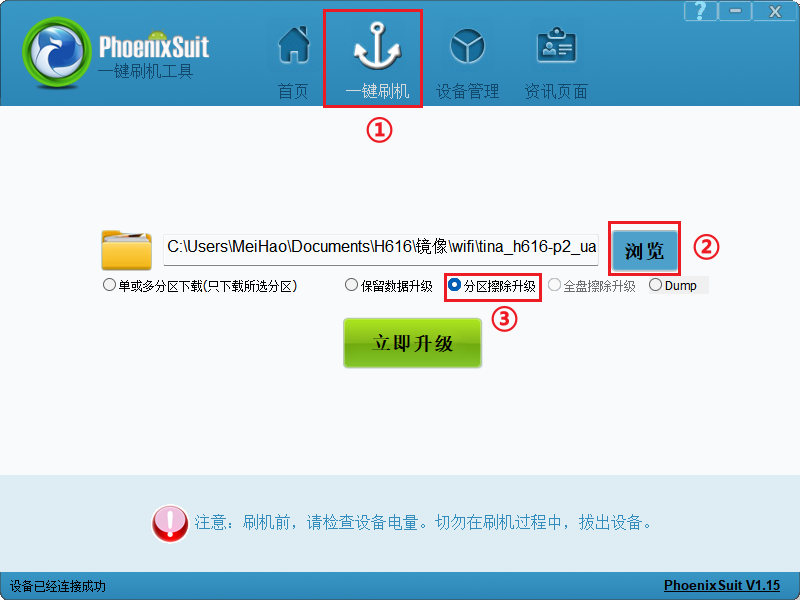 ?
PhoenixSuit
一键刷机工具
首页
一键刷机
设备管理
资讯页面
①
C:\Users\MeiHao\Documents\H616\镜像\wifi\tina_h616-p2_ua
浏览
②
单或多分区下载(只下载所选分区)
保留数据升级
分区擦除升级
全盘擦除升级
Dump
③
立即升级
注意：刷机前，请检查设备电量。切勿在刷机过程中，拔出设备。
设备已经连接成功
PhoenixSuit V1.15